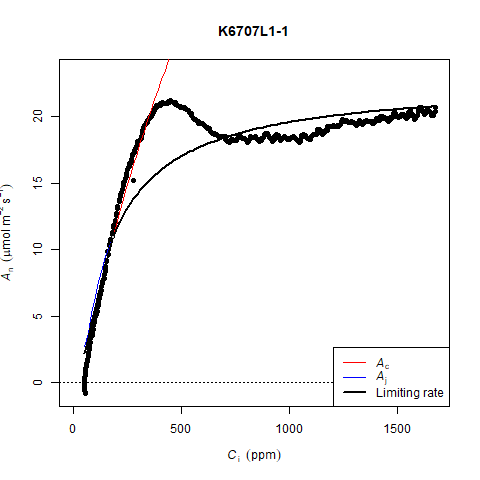 K6707L1-1
20
15
10
5
0
Aₙ (μmol m⁻² s⁻¹)
0 500 1000 1500
Cᵢ (ppm)
A꜀
Aⱼ
Limiting rate